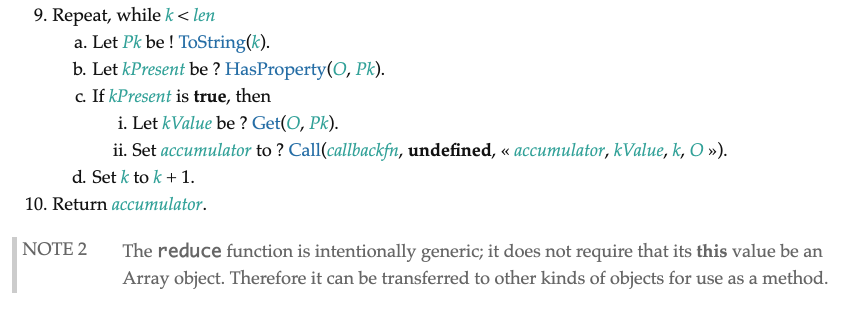 9. Repeat, while k < len
a. Let Pk be ! ToString(k).
b. Let kPresent be ? HasProperty(O, Pk).
c. If kPresent is true, then
i. Let kValue be ? Get(O, Pk).
ii. Set accumulator to ? Call(callbackfn, undefined, « accumulator, kValue, k, O »).
d. Set k to k + 1.
10. Return accumulator.
NOTE 2 The reduce function is intentionally generic; it does not require that its this value be an
Array object. Therefore it can be transferred to other kinds of objects for use as a method.